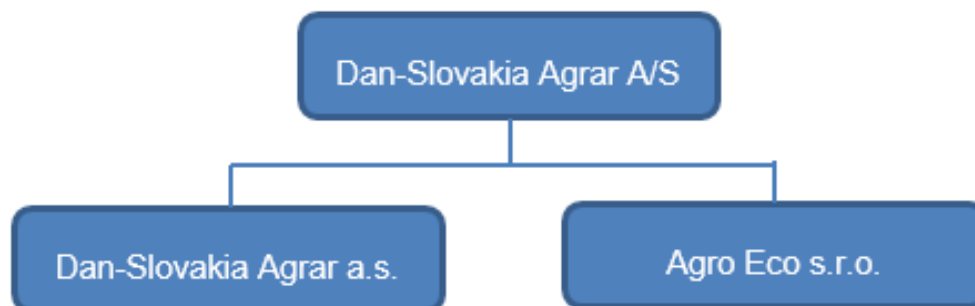 Dan-Slovakia Agrar A/S
Dan-Slovakia Agrar a.s.
Agro Eco s.r.o.